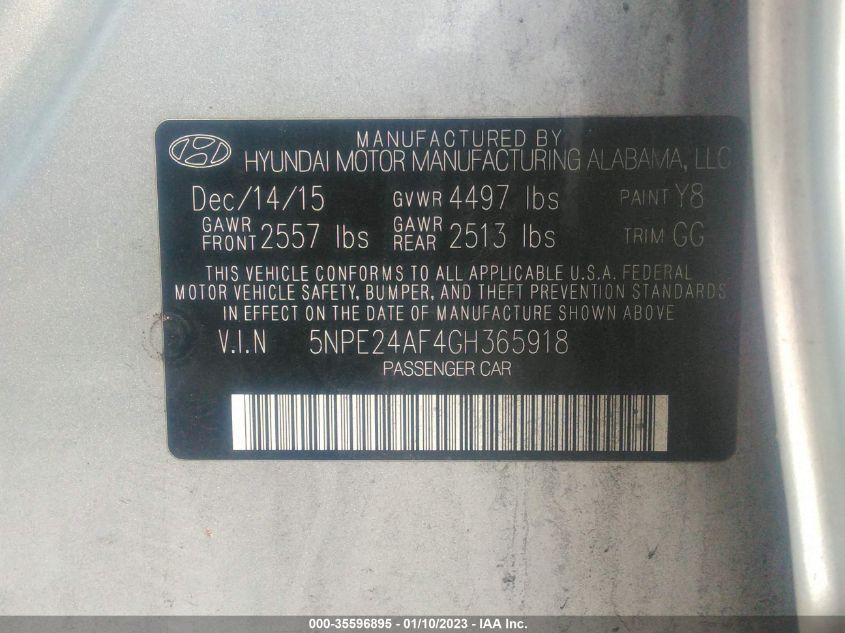 MANUFACTURED BY
HYUNDAI MOTOR MANUFACTURING ALABAMA, LLC
Dec/14/15 GVWR 4497 lbs PAINT Y8
GAWR FRONT 2557 lbs GAWR REAR 2513 lbs TRIM GG
THIS VEHICLE CONFORMS TO ALL APPLICABLE U.S.A. FEDERAL
MOTOR VEHICLE SAFETY, BUMPER, AND THEFT PREVENTION STANDARDS
IN EFFECT ON THE DATE OF MANUFACTURE SHOWN ABOVE.
V.I.N 5NPE24AF4GH365918
PASSENGER CAR
000-35596895 - 01/10/2023 - IAA Inc.